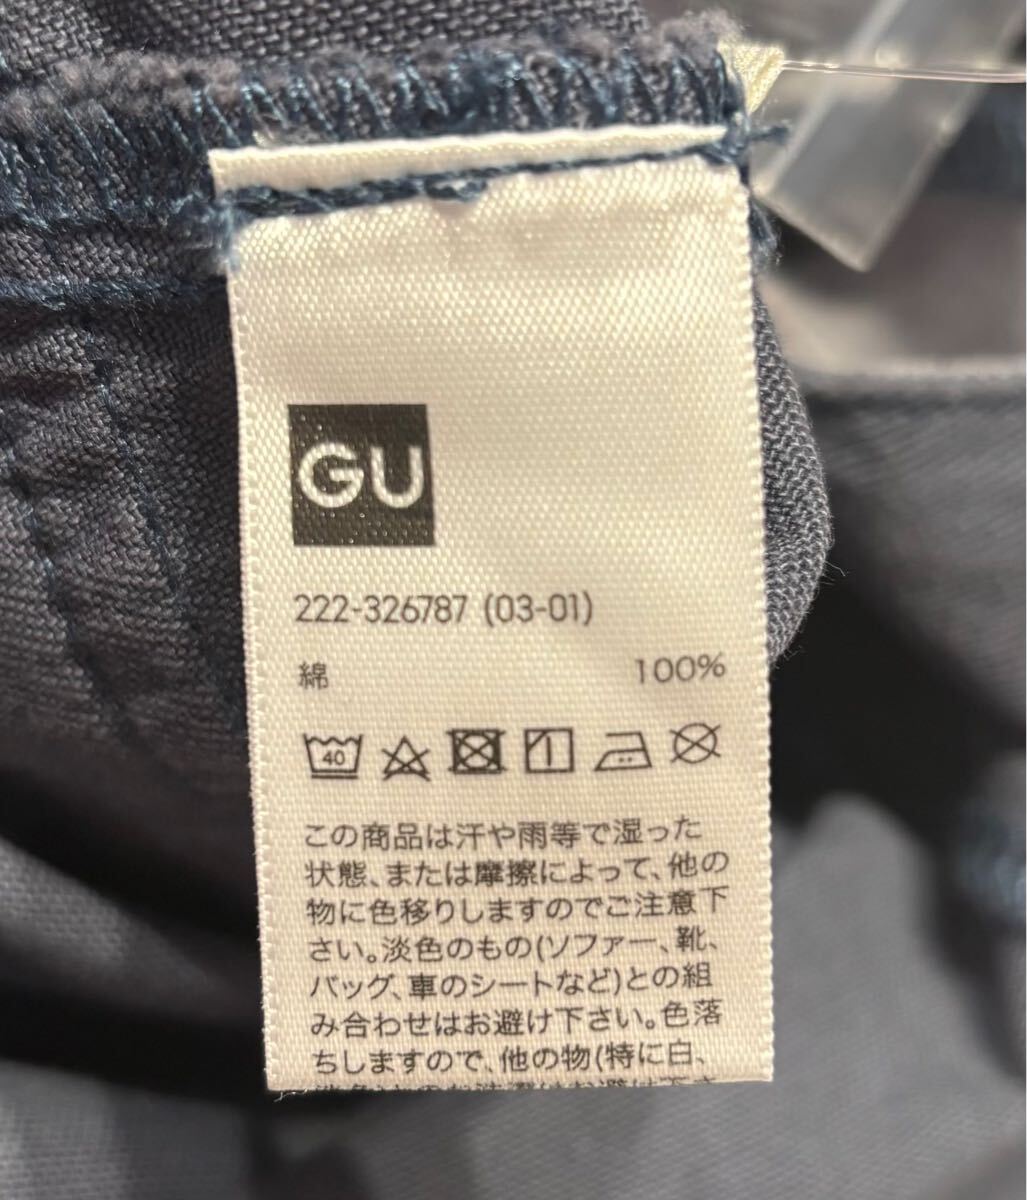 GU
222-326787 (03-01)
綿 100%
40
この商品は汗や雨等で湿った
状態、または摩擦によって、他の
物に色移りしますのでご注意下
さい。淡色のもの(ソファー、靴、
バッグ、車のシートなど)との組
み合わせはお避け下さい。色落
ちしますので、他の物(特に白、